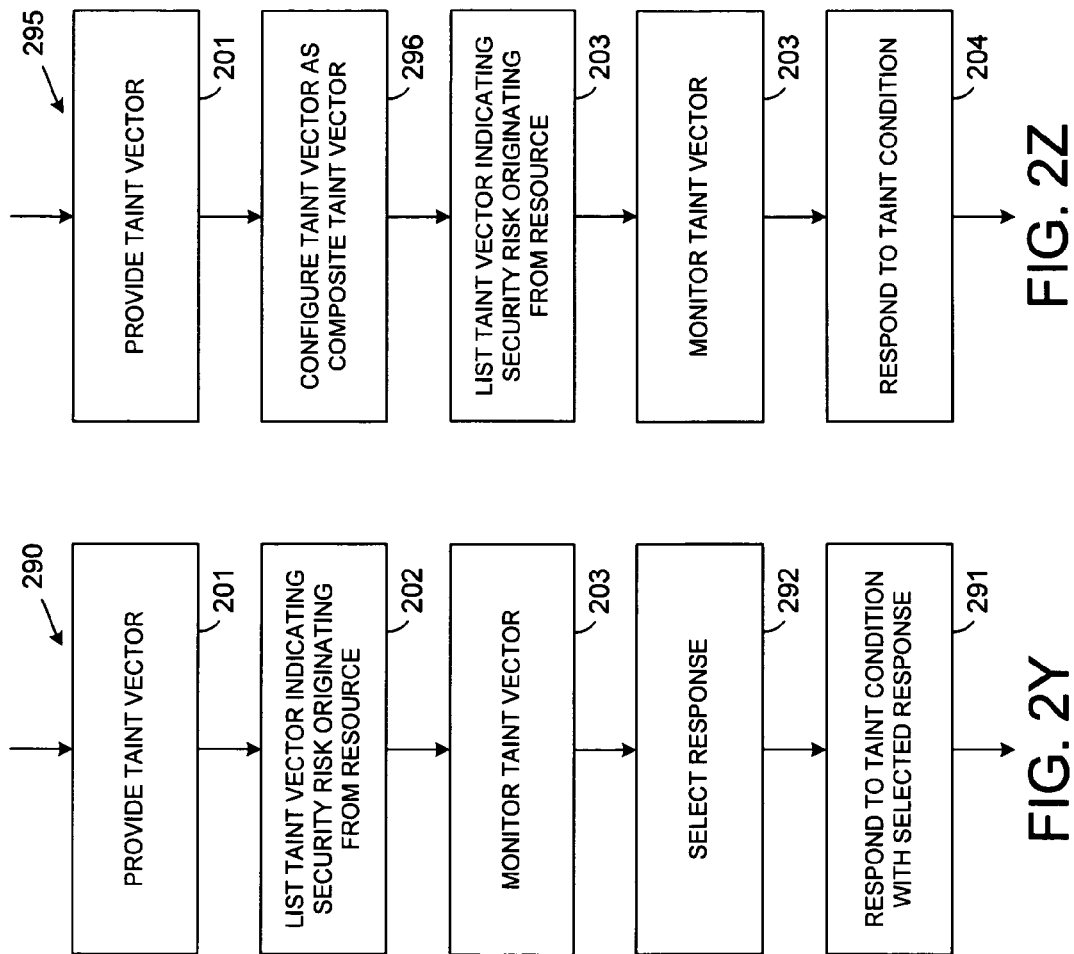 290
PROVIDE TAINT VECTOR
201
LIST TAINT VECTOR INDICATING
SECURITY RISK ORIGINATING
FROM RESOURCE
202
MONITOR TAINT VECTOR
203
SELECT RESPONSE
292
RESPOND TO TAINT CONDITION
WITH SELECTED RESPONSE
291
FIG. 2Y
295
PROVIDE TAINT VECTOR
201
CONFIGURE TAINT VECTOR AS
COMPOSITE TAINT VECTOR
296
LIST TAINT VECTOR INDICATING
SECURITY RISK ORIGINATING
FROM RESOURCE
203
MONITOR TAINT VECTOR
203
RESPOND TO TAINT CONDITION
204
FIG. 2Z